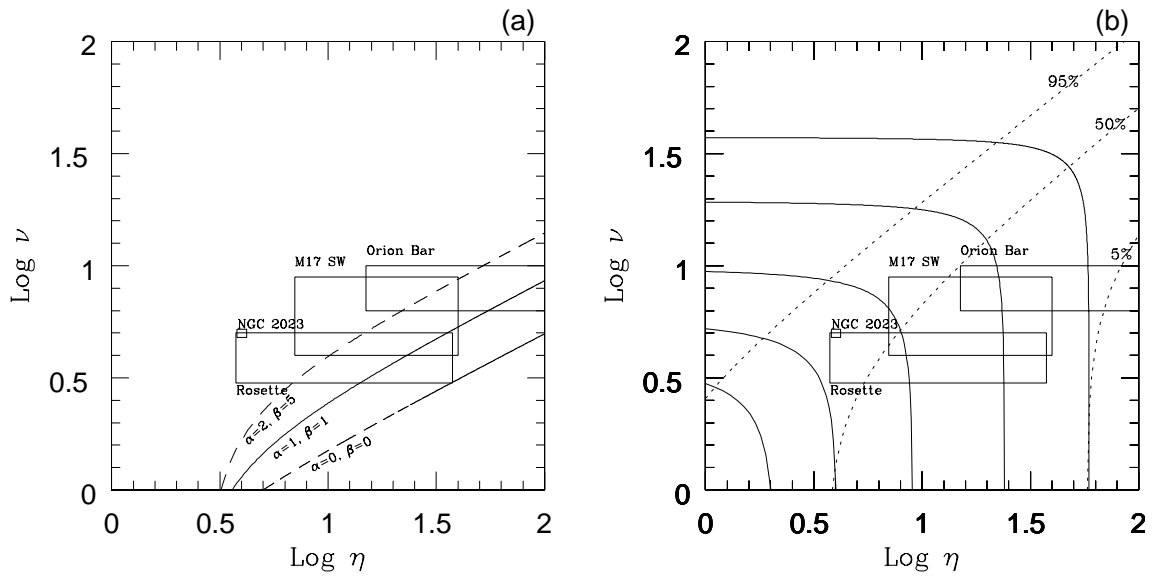 (a)
2
1.5
1
0.5
0
0
0.5
1
1.5
2
Log ν
Log η
Orion Bar
M17 SW
NGC 2023
Rosette
α=2, β=5
α=1, β=1
α=0, β=0
(b)
2
1.5
1
0.5
0
0
0.5
1
1.5
2
Log ν
Log η
95%
50%
5%
Orion Bar
M17 SW
NGC 2023
Rosette